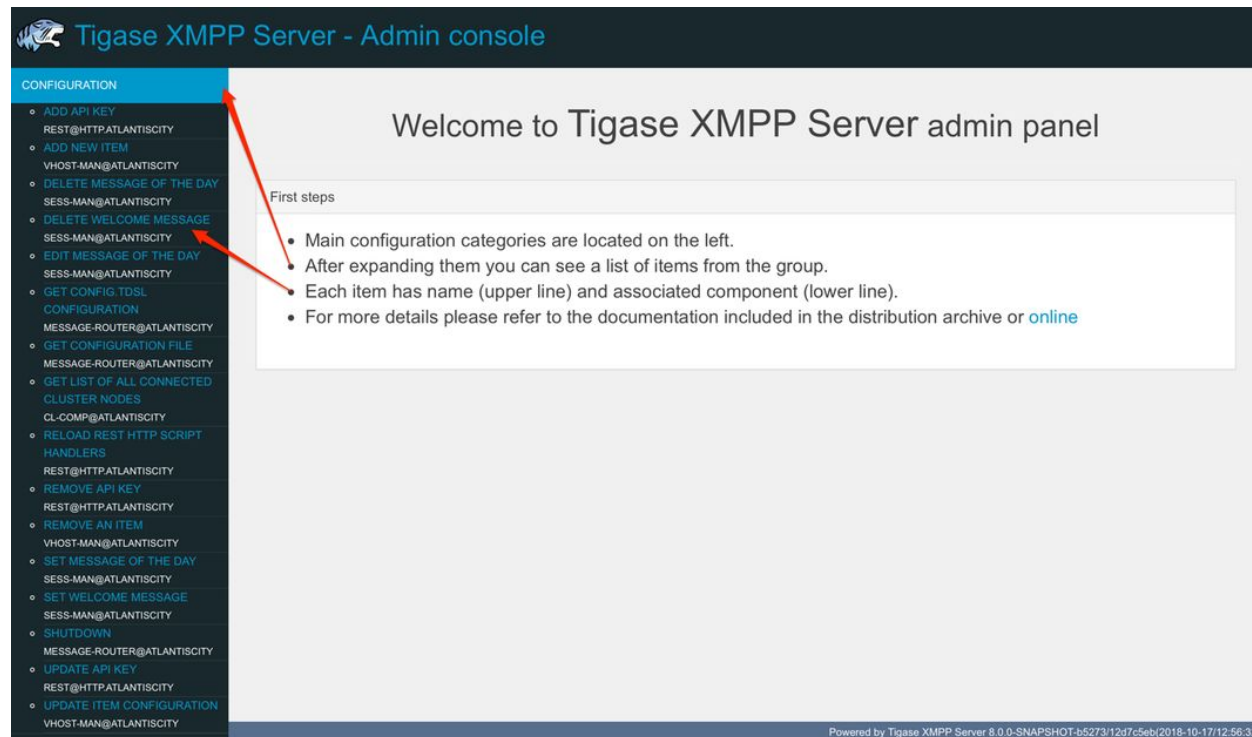 Tigase XMPP Server - Admin console
CONFIGURATION
ADD API KEY
REST@HTTP.ATLANTISCITY
ADD NEW ITEM
VHOST-MAN@ATLANTISCITY
DELETE MESSAGE OF THE DAY
SESS-MAN@ATLANTISCITY
DELETE WELCOME MESSAGE
SESS-MAN@ATLANTISCITY
EDIT MESSAGE OF THE DAY
SESS-MAN@ATLANTISCITY
GET CONFIG.TDSL
CONFIGURATION
MESSAGE-ROUTER@ATLANTISCITY
GET CONFIGURATION FILE
MESSAGE-ROUTER@ATLANTISCITY
GET LIST OF ALL CONNECTED
CLUSTER NODES
CL-COMP@ATLANTISCITY
RELOAD REST HTTP SCRIPT
HANDLERS
REST@HTTP.ATLANTISCITY
REMOVE API KEY
REST@HTTP.ATLANTISCITY
REMOVE AN ITEM
VHOST-MAN@ATLANTISCITY
SET MESSAGE OF THE DAY
SESS-MAN@ATLANTISCITY
SET WELCOME MESSAGE
SESS-MAN@ATLANTISCITY
SHUTDOWN
MESSAGE-ROUTER@ATLANTISCITY
UPDATE API KEY
REST@HTTP.ATLANTISCITY
UPDATE ITEM CONFIGURATION
VHOST-MAN@ATLANTISCITY
Welcome to Tigase XMPP Server admin panel
First steps
Main configuration categories are located on the left.
After expanding them you can see a list of items from the group.
Each item has name (upper line) and associated component (lower line).
For more details please refer to the documentation included in the distribution archive or online
Powered by Tigase XMPP Server 8.0.0-SNAPSHOT-b5273/12d7c5eb(2018-10-17/12:56:3